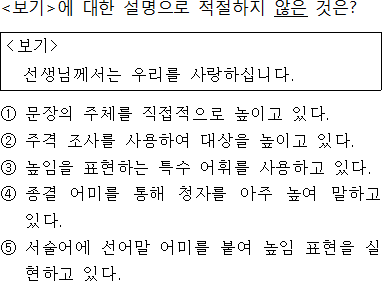 <보기>에 대한 설명으로 적절하지 않은 것은?
<보기>
선생님께서는 우리를 사랑하십니다.
① 문장의 주체를 직접적으로 높이고 있다.
② 주격 조사를 사용하여 대상을 높이고 있다.
③ 높임을 표현하는 특수 어휘를 사용하고 있다.
④ 종결 어미를 통해 청자를 아주 높여 말하고
있다.
⑤ 서술어에 선어말 어미를 붙여 높임 표현을 실
현하고 있다.